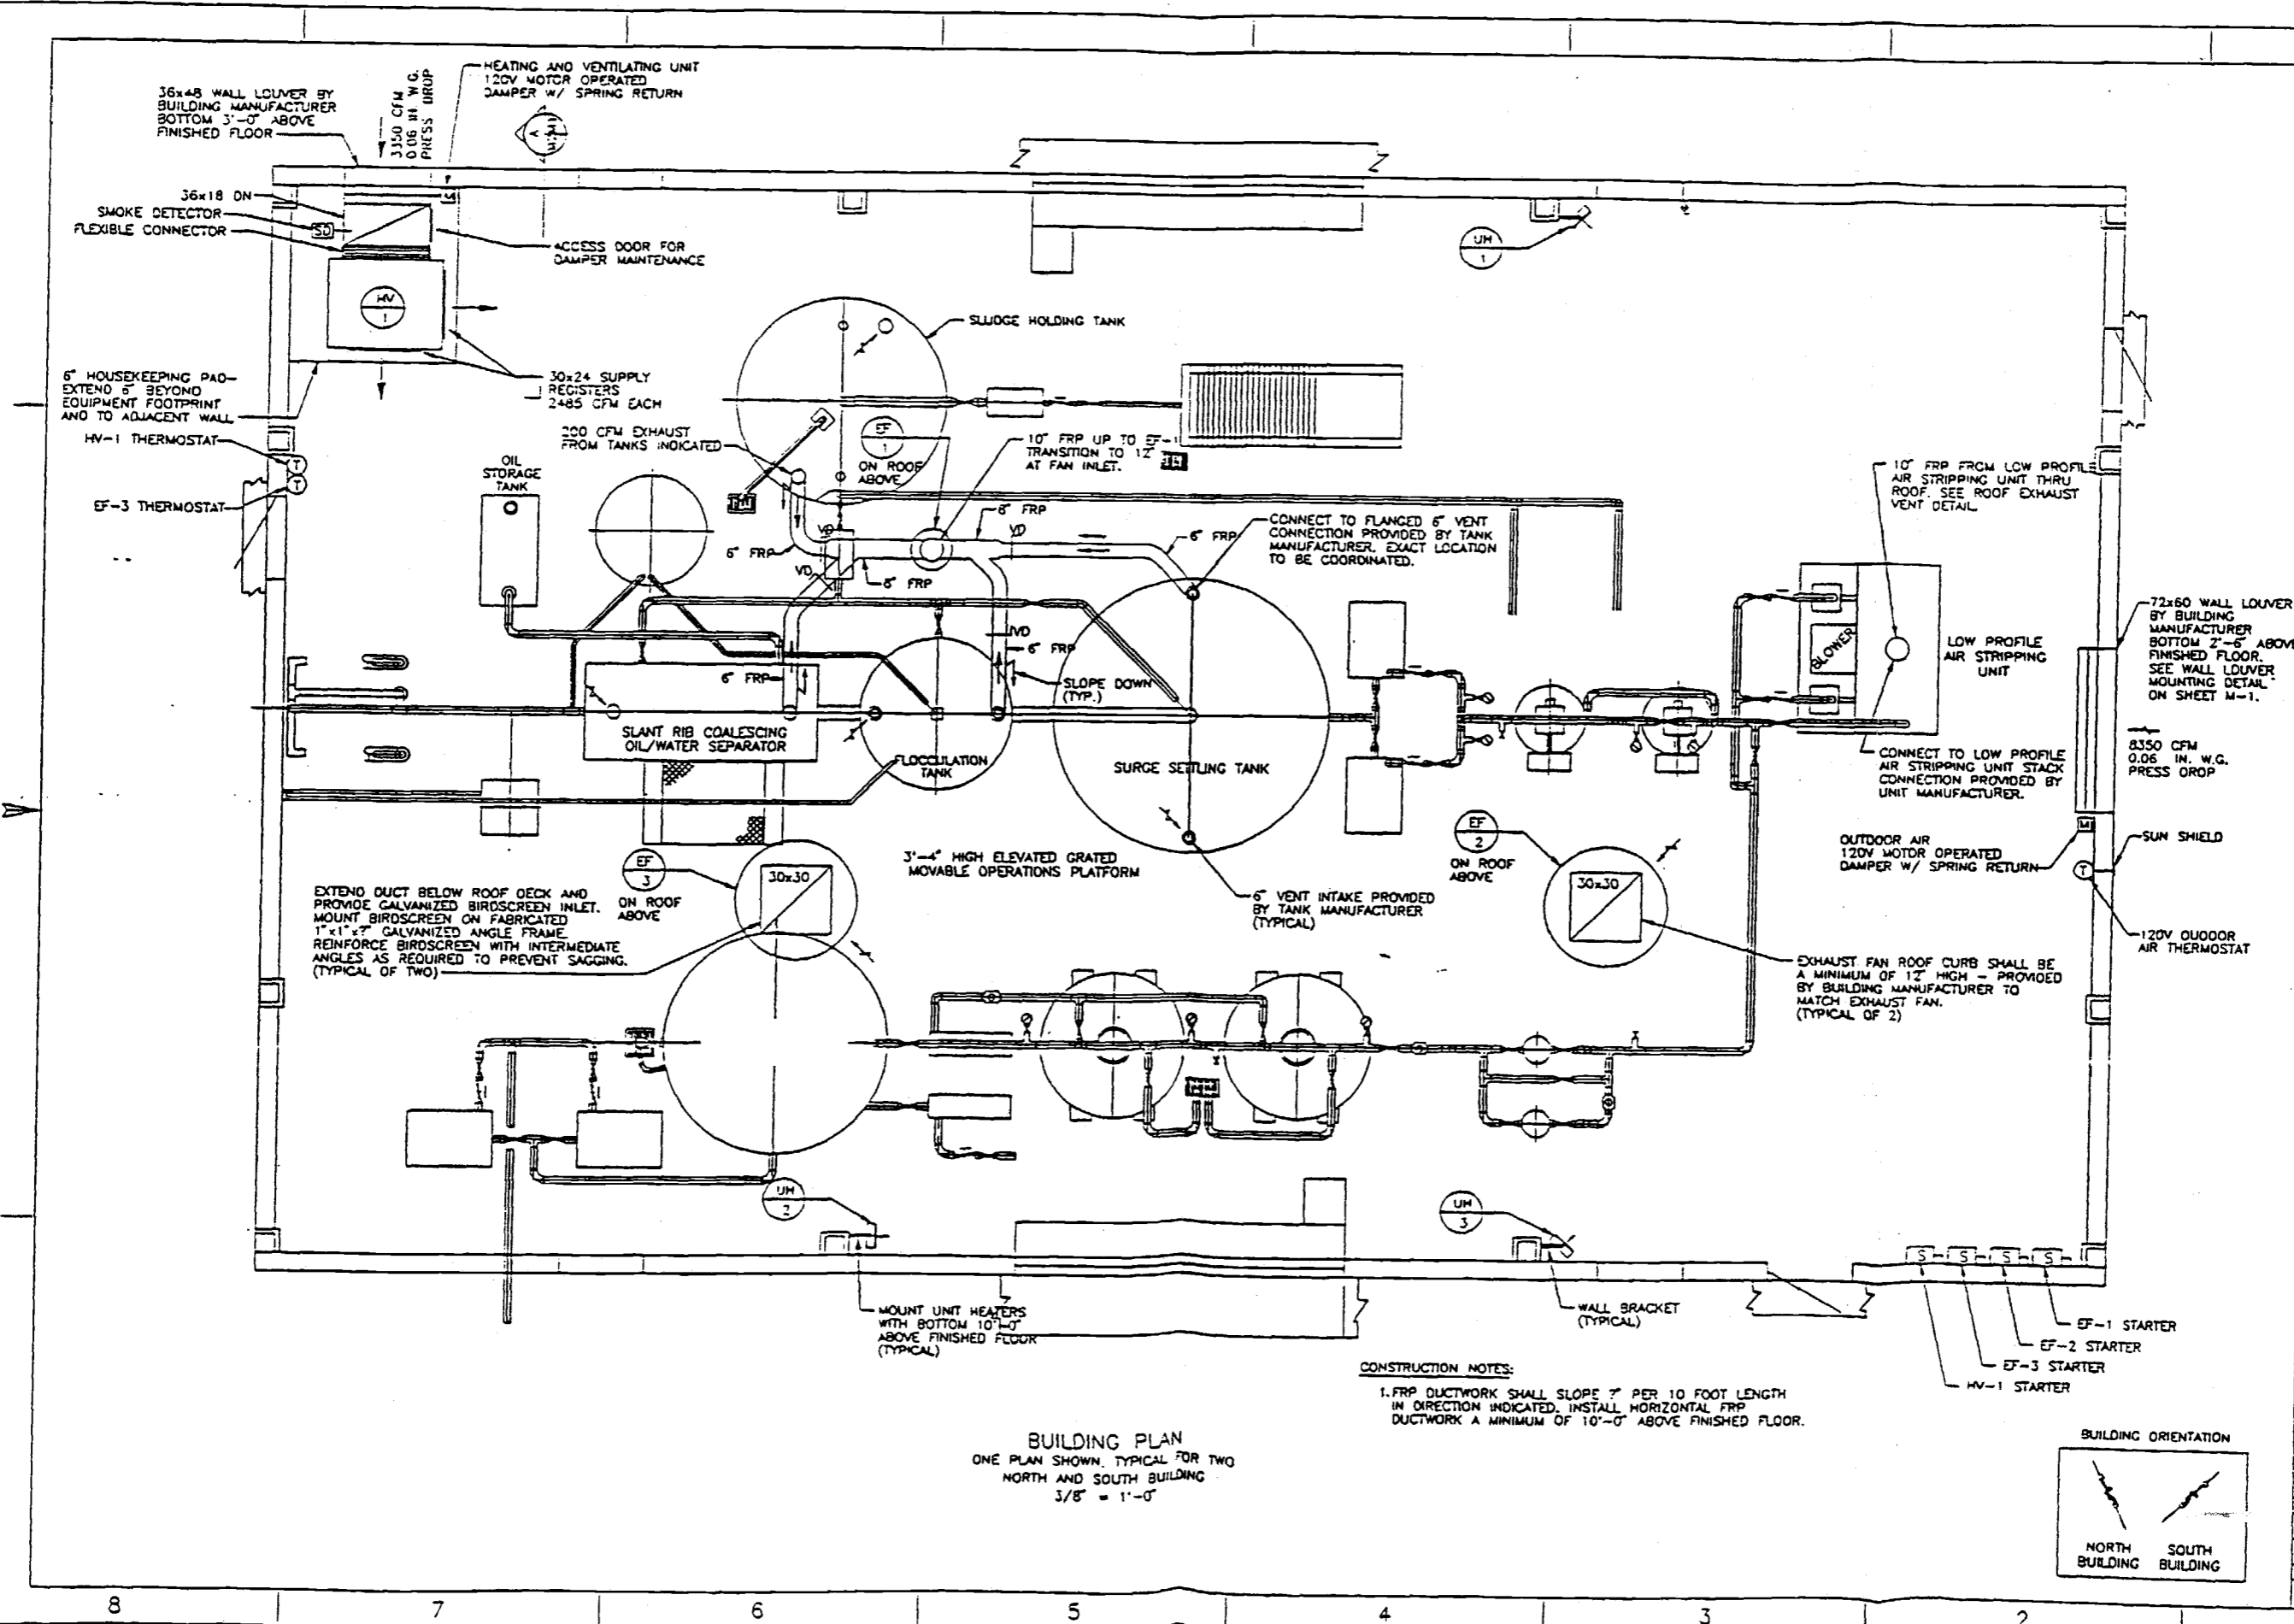 36x48 WALL LOUVER BY
BUILDING MANUFACTURER
BOTTOM 3'-0" ABOVE
FINISHED FLOOR
3350 CFM
0.06 IN. W.G.
PRESS DROP
HEATING AND VENTILATING UNIT
120V MOTOR OPERATED
DAMPER W/ SPRING RETURN
A
36x18 DN
SMOKE DETECTOR
SD
FLEXIBLE CONNECTOR
M
ACCESS DOOR FOR
DAMPER MAINTENANCE
HV
1
UH
1
SLUDGE HOLDING TANK
6" HOUSEKEEPING PAD-
EXTEND 6" BEYOND
EQUIPMENT FOOTPRINT
AND TO ADJACENT WALL
30x24 SUPPLY
REGISTERS
2485 CFM EACH
HV-1 THERMOSTAT
T
EF-3 THERMOSTAT
T
OIL
STORAGE
TANK
200 CFM EXHAUST
FROM TANKS INDICATED
EF
1
ON ROOF
ABOVE
10" FRP UP TO EF-1
TRANSITION TO 12"
AT FAN INLET.
10" FRP FROM LOW PROFILE
AIR STRIPPING UNIT THRU
ROOF. SEE ROOF EXHAUST
VENT DETAIL
8" FRP
VD
VD
6" FRP
VD
8" FRP
6" FRP
CONNECT TO FLANGED 6" VENT
CONNECTION PROVIDED BY TANK
MANUFACTURER. EXACT LOCATION
TO BE COORDINATED.
VD
6" FRP
6" FRP
SLOPE DOWN
(TYP.)
BLOWER
LOW PROFILE
AIR STRIPPING
UNIT
72x60 WALL LOUVER
BY BUILDING
MANUFACTURER
BOTTOM 2'-6" ABOVE
FINISHED FLOOR.
SEE WALL LOUVER
MOUNTING DETAIL
ON SHEET M-1.
SLANT RIB COALESCING
OIL/WATER SEPARATOR
FLOCCULATION
TANK
SURGE SETTLING TANK
CONNECT TO LOW PROFILE
AIR STRIPPING UNIT STACK
CONNECTION PROVIDED BY
UNIT MANUFACTURER.
8350 CFM
0.06 IN. W.G.
PRESS DROP
M
SUN SHIELD
OUTDOOR AIR
120V MOTOR OPERATED
DAMPER W/ SPRING RETURN
T
120V OUDOOR
AIR THERMOSTAT
3'-4" HIGH ELEVATED GRATED
MOVABLE OPERATIONS PLATFORM
EF
3
ON ROOF
ABOVE
30x30
EF
2
ON ROOF
ABOVE
30x30
EXTEND DUCT BELOW ROOF DECK AND
PROVIDE GALVANIZED BIRDSCREEN INLET.
MOUNT BIRDSCREEN ON FABRICATED
1"x1"x?" GALVANIZED ANGLE FRAME
REINFORCE BIRDSCREEN WITH INTERMEDIATE
ANGLES AS REQUIRED TO PREVENT SAGGING.
(TYPICAL OF TWO)
6" VENT INTAKE PROVIDED
BY TANK MANUFACTURER
(TYPICAL)
EXHAUST FAN ROOF CURB SHALL BE
A MINIMUM OF 12" HIGH - PROVIDED
BY BUILDING MANUFACTURER TO
MATCH EXHAUST FAN.
(TYPICAL OF 2)
UH
2
UH
3
S S S S
MOUNT UNIT HEATERS
WITH BOTTOM 10'-0"
ABOVE FINISHED FLOOR
(TYPICAL)
WALL BRACKET
(TYPICAL)
EF-1 STARTER
EF-2 STARTER
EF-3 STARTER
HV-1 STARTER
CONSTRUCTION NOTES:
1. FRP DUCTWORK SHALL SLOPE ?" PER 10 FOOT LENGTH
IN DIRECTION INDICATED. INSTALL HORIZONTAL FRP
DUCTWORK A MINIMUM OF 10'-0" ABOVE FINISHED FLOOR.
BUILDING PLAN
ONE PLAN SHOWN, TYPICAL FOR TWO
NORTH AND SOUTH BUILDING
3/8" = 1'-0"
BUILDING ORIENTATION
NORTH
BUILDING
SOUTH
BUILDING
8 7 6 5 4 3 2